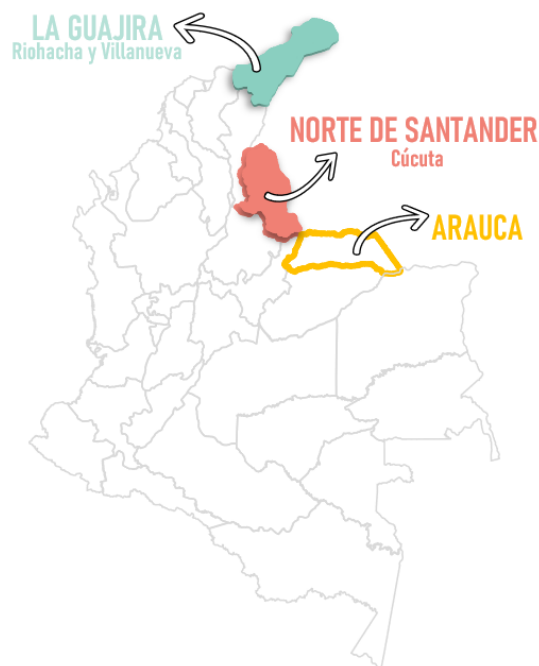 LA GUAJIRA
Riohacha y Villanueva
NORTE DE SANTANDER
Cúcuta
ARAUCA